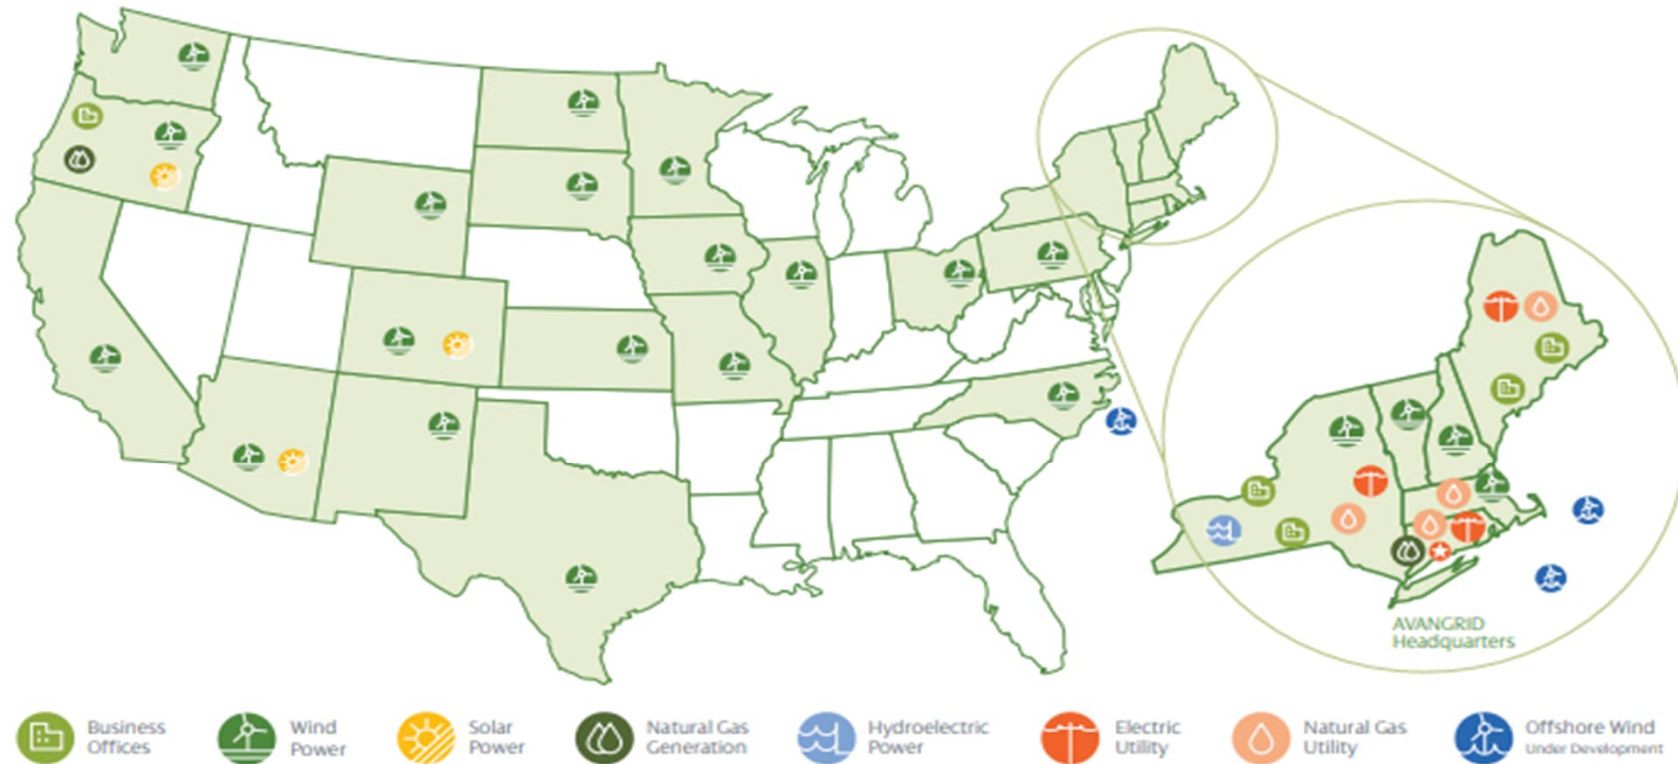 AVANGRID
Headquarters
Business
Offices
Wind
Power
Solar
Power
Natural Gas
Generation
Hydroelectric
Power
Electric
Utility
Natural Gas
Utility
Offshore Wind
Under Development